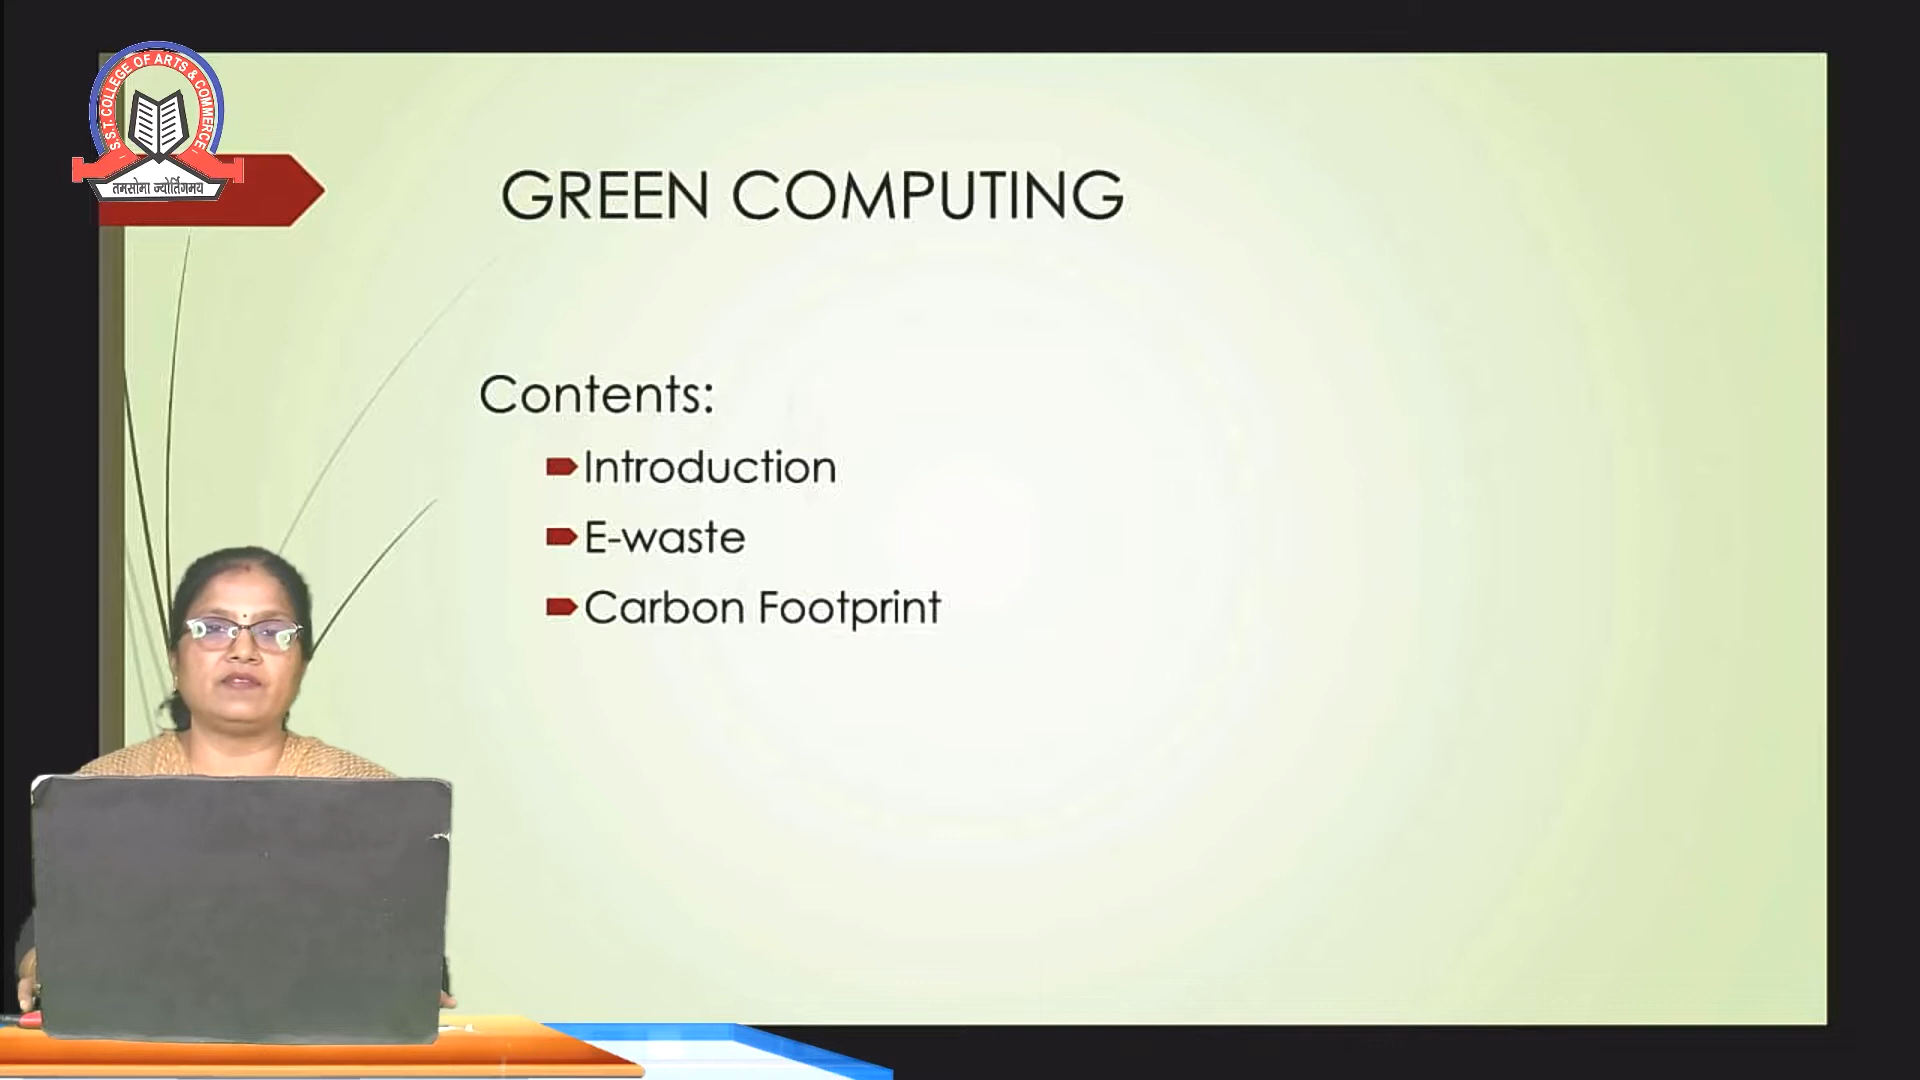 S.S.T. COLLEGE OF ARTS & COMMERCE
तमसोमा ज्योर्तिगमय
GREEN COMPUTING
Contents:
Introduction
E-waste
Carbon Footprint